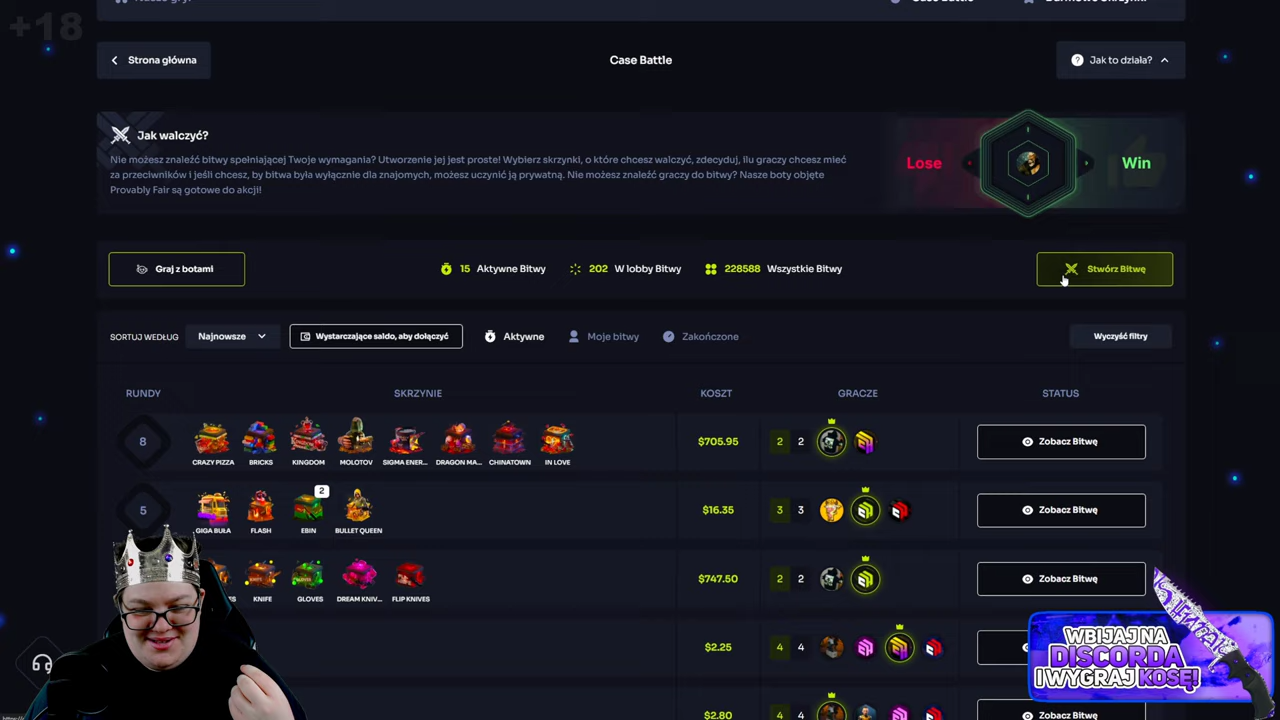 +18
Case Battle
Strona główna
Case Battle
Jak to działa?
Jak walczyć?
Nie możesz znaleźć bitwy spełniającej Twoje wymagania? Utworzenie jej jest proste! Wybierz skrzynki, o które chcesz walczyć, zdecyduj, ilu graczy chcesz mieć
za przeciwników i jeśli chcesz, by bitwa była wyłącznie dla znajomych, możesz uczynić ją prywatną. Nie możesz znaleźć graczy do bitwy? Nasze boty objęte
Provably Fair są gotowe do akcji!
Lose
Win
Graj z botami
15 Aktywne Bitwy
202 W lobby Bitwy
228588 Wszystkie Bitwy
Stwórz Bitwę
SORTUJ WEDŁUG
Najnowsze
Wystarczające saldo, aby dołączyć
Aktywne
Moje bitwy
Zakończone
Wyczyść filtry
RUNDY SKRZYNIE KOSZT GRACZE STATUS
8
CRAZY PIZZA BRICKS KINGDOM MOLOTOV SIGMA ENER... DRAGON MA... CHINATOWN IN LOVE
$705.95
2 2
Zobacz Bitwę
5
2
GIGA BUŁA FLASH EBIN BULLET QUEEN
$16.35
3 3
Zobacz Bitwę
KNIFE GLOVES DREAM KNIV... FLIP KNIVES
$747.50
2 2
Zobacz Bitwę
$2.25
4 4
$2.80
4 4
Zobacz Bitwę
WBIJAJ NA
DISCORDA
I WYGRAJ KOSĘ!